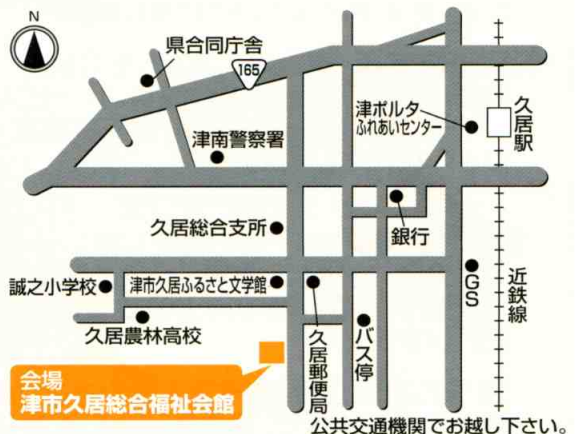 N
県合同庁舎
165
津ポルタ
ふれあいセンター
久居駅
津南警察署
久居総合支所
銀行
誠之小学校
津市久居ふるさと文学館
GS
近鉄線
久居農林高校
久居郵便局
バス停
会場
津市久居総合福祉会館
公共交通機関でお越し下さい。